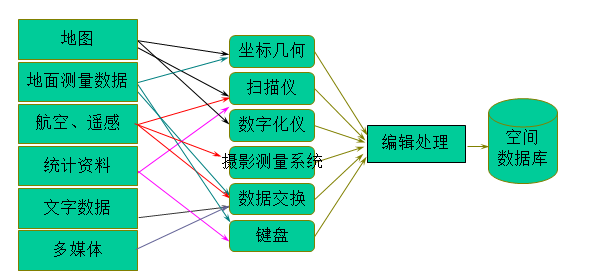 地图
地面测量数据
航空、遥感
统计资料
文字数据
多媒体
坐标几何
扫描仪
数字化仪
摄影测量系统
数据交换
键盘
编辑处理
空间
数据库